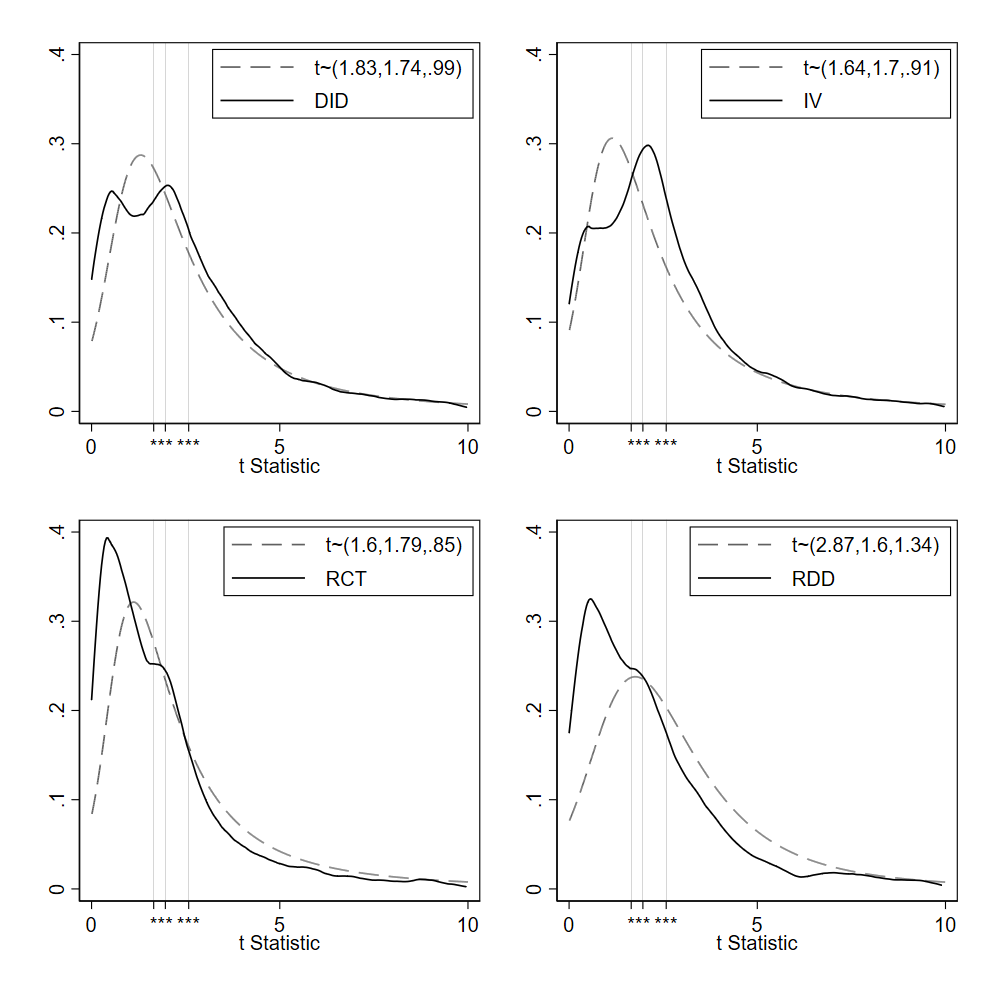 t~(1.83,1.74,.99)
DID
.4
.3
.2
.1
0
0 *** *** 5 10
t Statistic
t~(1.64,1.7,.91)
IV
.4
.3
.2
.1
0
0 *** *** 5 10
t Statistic
t~(1.6,1.79,.85)
RCT
.4
.3
.2
.1
0
0 *** *** 5 10
t Statistic
t~(2.87,1.6,1.34)
RDD
.4
.3
.2
.1
0
0 *** *** 5 10
t Statistic